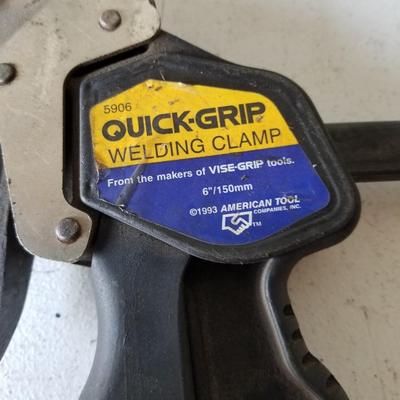 5906
QUICK-GRIP
WELDING CLAMP
From the makers of VISE-GRIP tools.
6"/150mm
©1993 AMERICAN TOOL
COMPANIES, INC.
TM